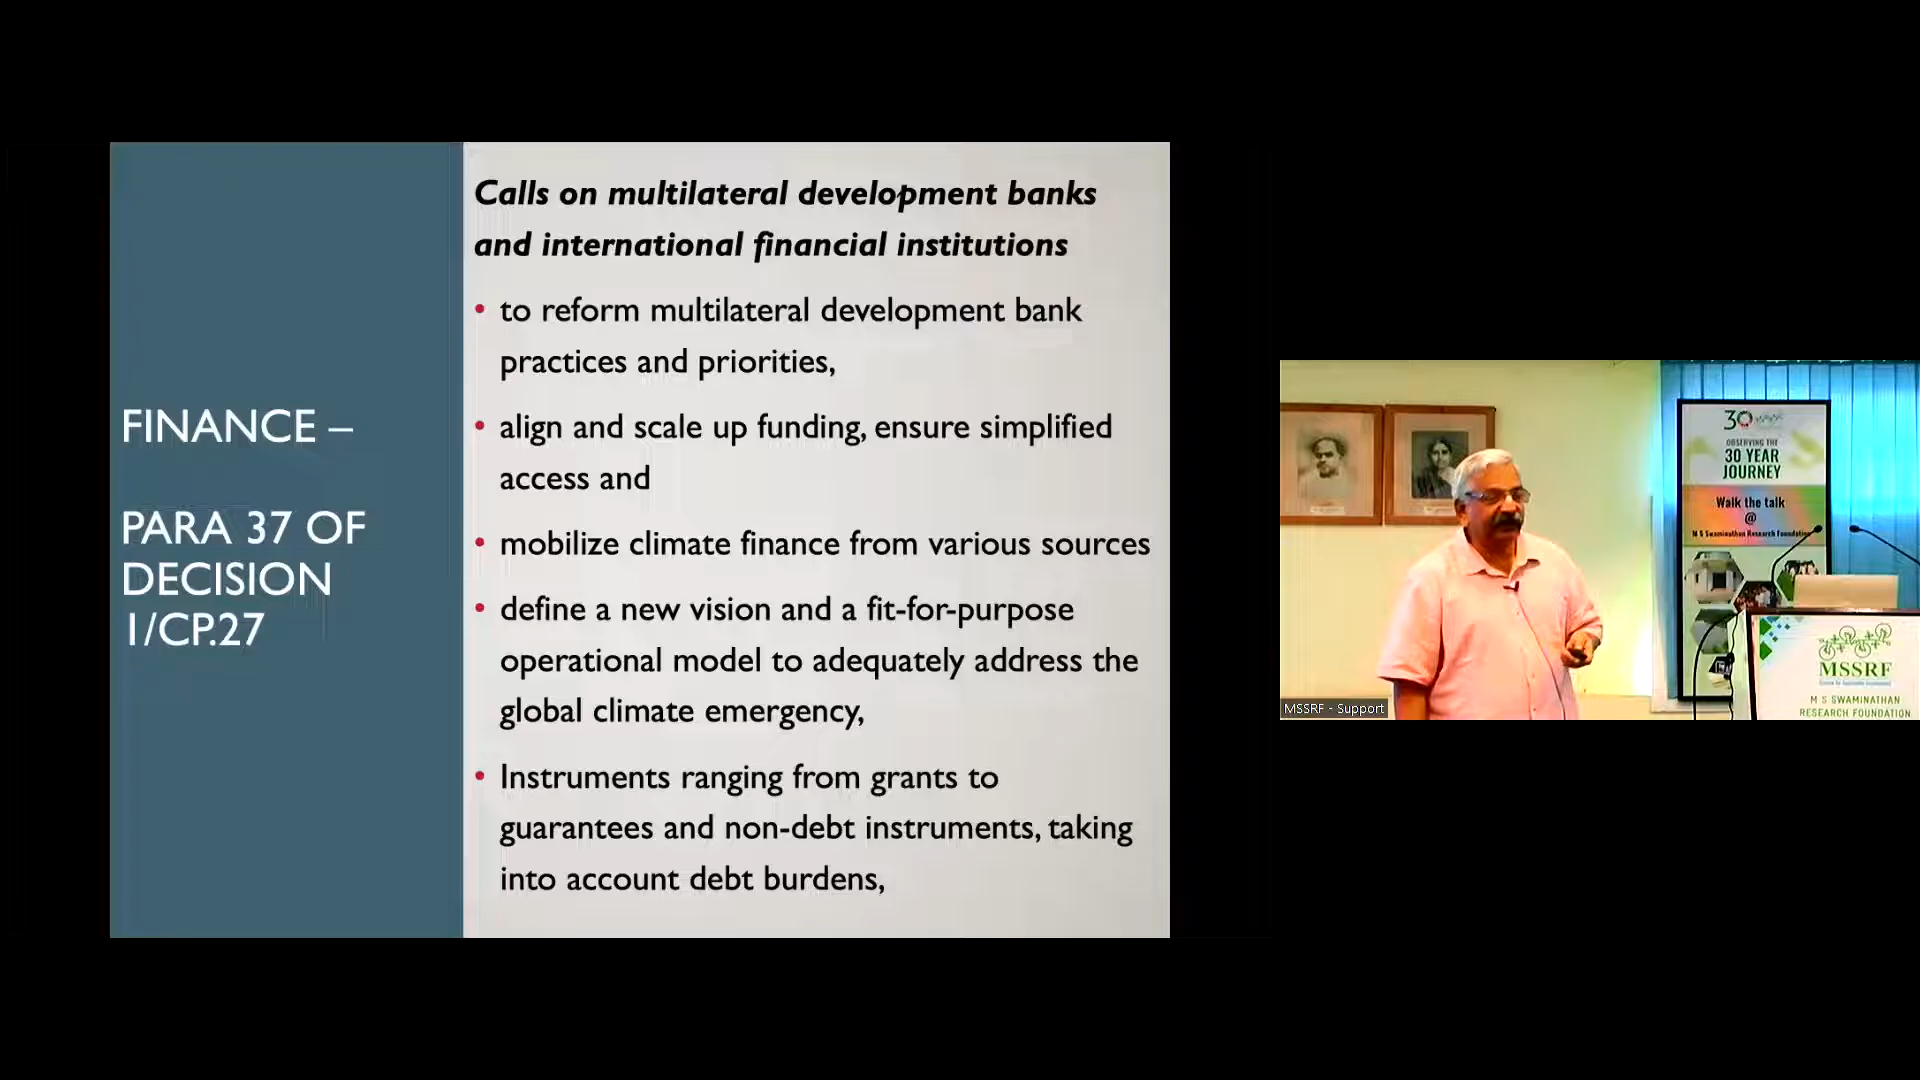 FINANCE –
PARA 37 OF
DECISION
1/CP.27
Calls on multilateral development banks
and international financial institutions
• to reform multilateral development bank
practices and priorities,
• align and scale up funding, ensure simplified
access and
• mobilize climate finance from various sources
• define a new vision and a fit-for-purpose
operational model to adequately address the
global climate emergency,
• Instruments ranging from grants to
guarantees and non-debt instruments, taking
into account debt burdens,
30
OBSERVING THE
30 YEAR
JOURNEY
Walk the talk
@
M S Swaminathan Research Foundation
MSSRF
M S SWAMINATHAN
RESEARCH FOUNDATION
MSSRF - Support